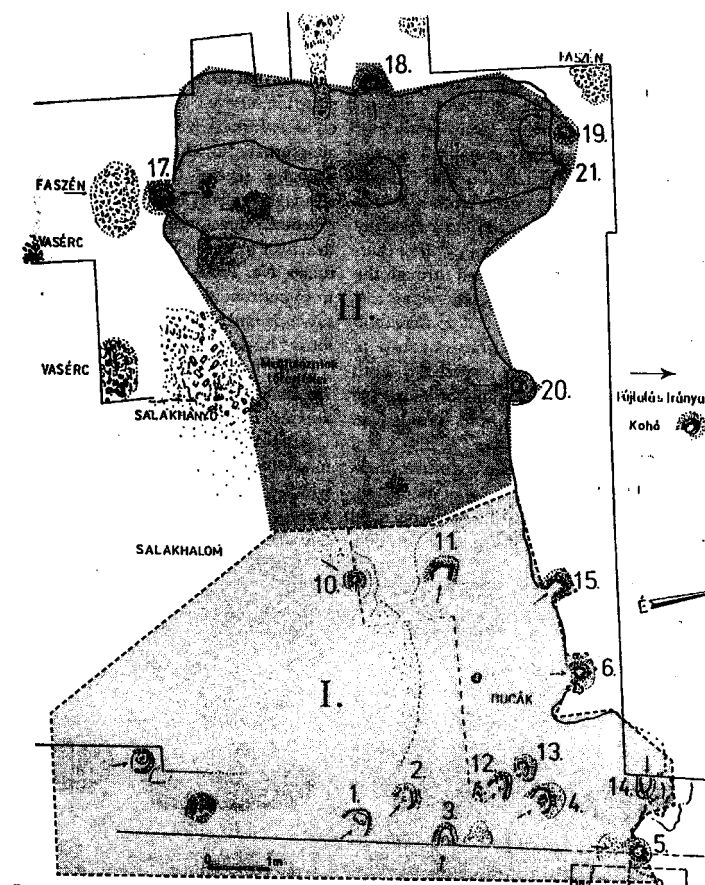 18.
FASZÉN
19.
21.
17.
FASZÉN
VASÉRC
II.
VASÉRC
SALAKHÁNYÓ
20.
Fújtatás iránya
Kohó
SALAKHALOM
11.
10.
15.
É
6.
I.
BUCÁK
13.
12.
2.
14.
1.
4.
3.
5.
0
1m